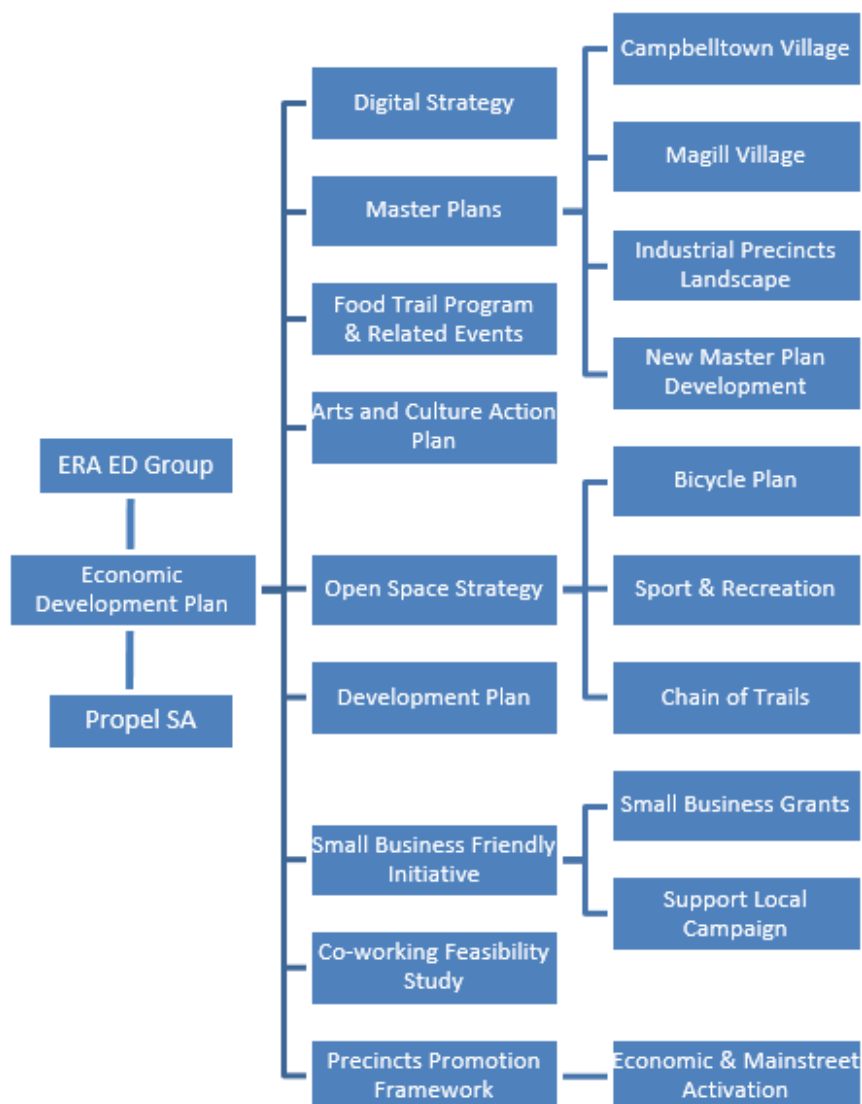 ERA ED Group
Economic
Development Plan
Propel SA
Digital Strategy
Master Plans
Food Trail Program
& Related Events
Arts and Culture Action
Plan
Open Space Strategy
Development Plan
Small Business Friendly
Initiative
Co-working Feasibility
Study
Precincts Promotion
Framework
Campbelltown Village
Magill Village
Industrial Precincts
Landscape
New Master Plan
Development
Bicycle Plan
Sport & Recreation
Chain of Trails
Small Business Grants
Support Local
Campaign
Economic & Mainstreet
Activation